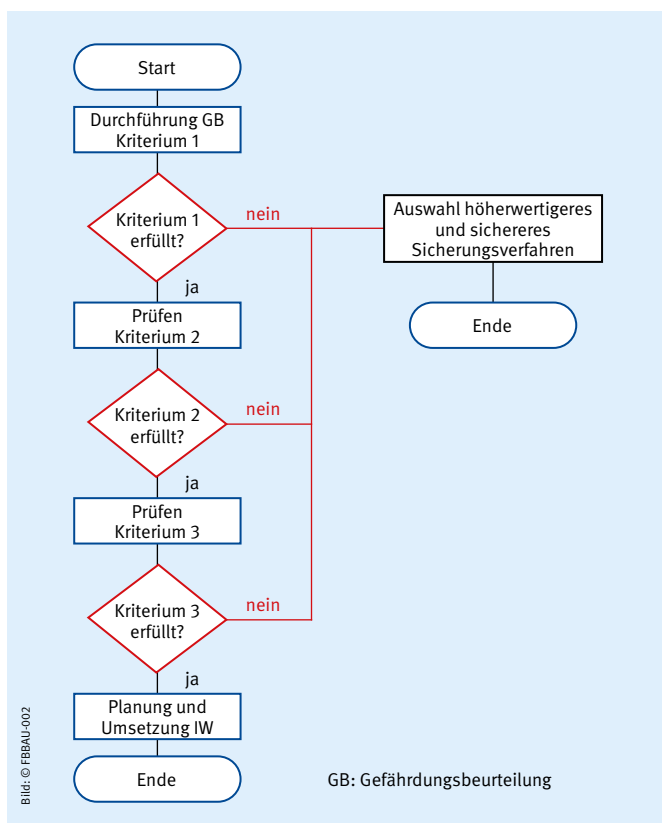 Start
Durchführung GB
Kriterium 1
Kriterium 1
erfüllt?
nein
Auswahl höherwertigeres
und sichereres
Sicherungsverfahren
Ende
ja
Prüfen
Kriterium 2
Kriterium 2
erfüllt?
nein
ja
Prüfen
Kriterium 3
Kriterium 3
erfüllt?
nein
ja
Planung und
Umsetzung IW
Ende
GB: Gefährdungsbeurteilung
Bild: © FBBAU-002